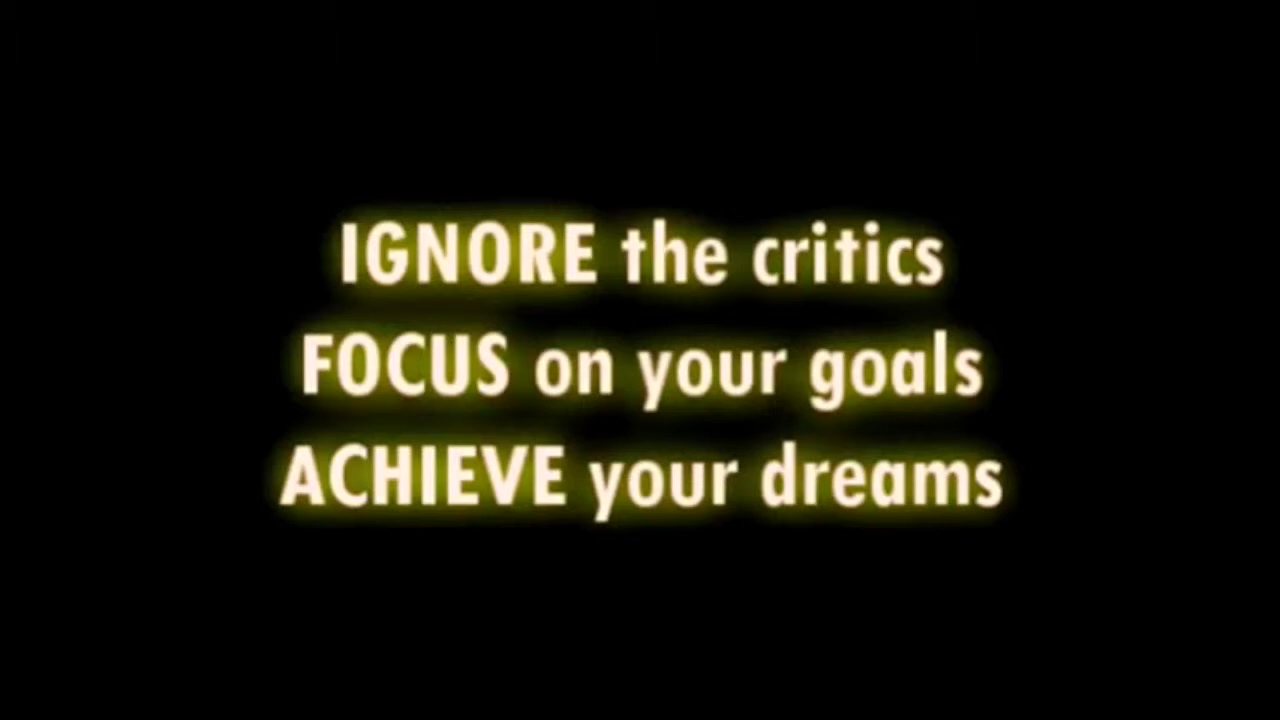 IGNORE the critics
FOCUS on your goals
ACHIEVE your dreams